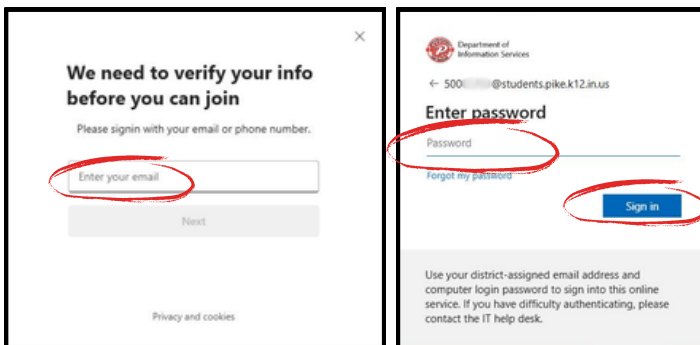 We need to verify your info
before you can join
Please signin with your email or phone number.
Enter your email
Next
Privacy and cookies
Department of
Information Services
← 500 @students.pike.k12.in.us
Enter password
Password
Forgot my password
Sign in
Use your district-assigned email address and
computer login password to sign into this online
service. If you have difficulty authenticating, please
contact the IT help desk.